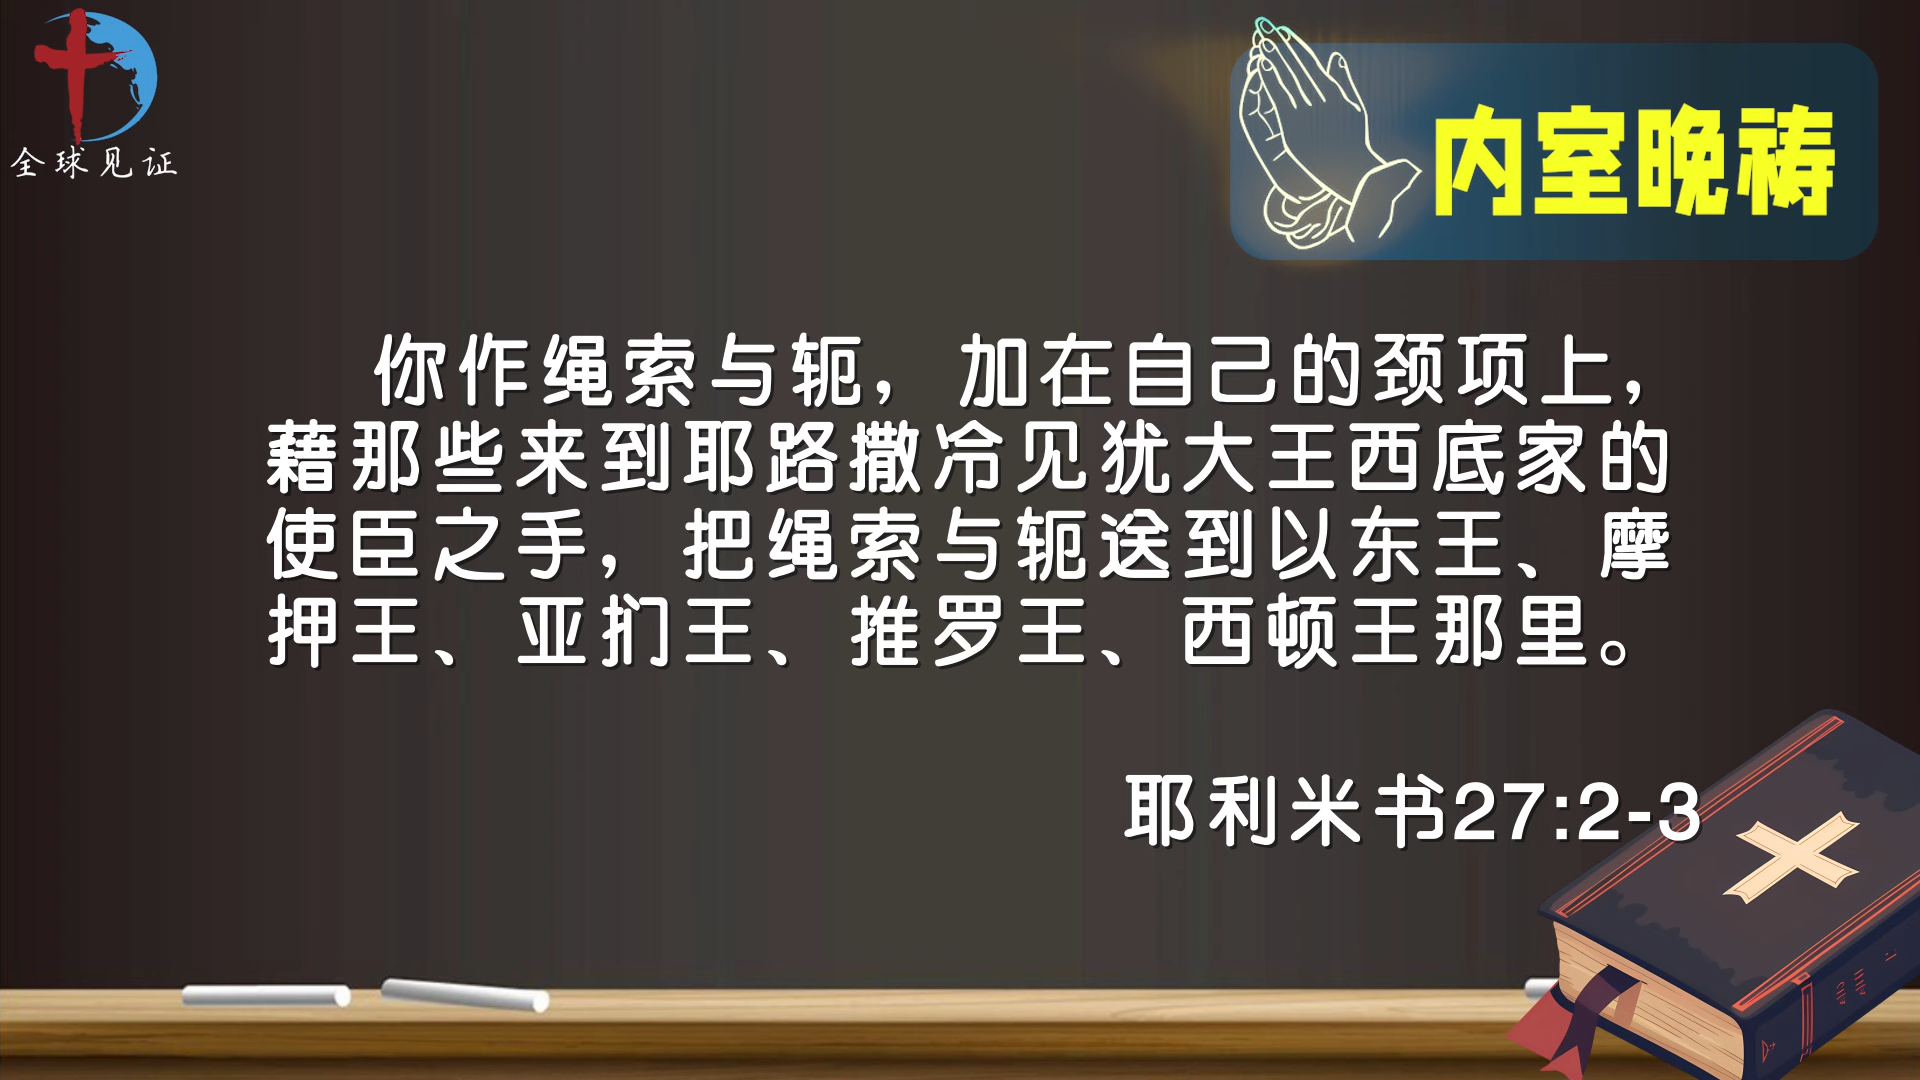 全球见证
内室晚祷
你作绳索与轭，加在自己的颈项上，
藉那些来到耶路撒冷见犹大王西底家的
使臣之手，把绳索与轭送到以东王、摩
押王、亚扪王、推罗王、西顿王那里。
耶利米书27:2-3